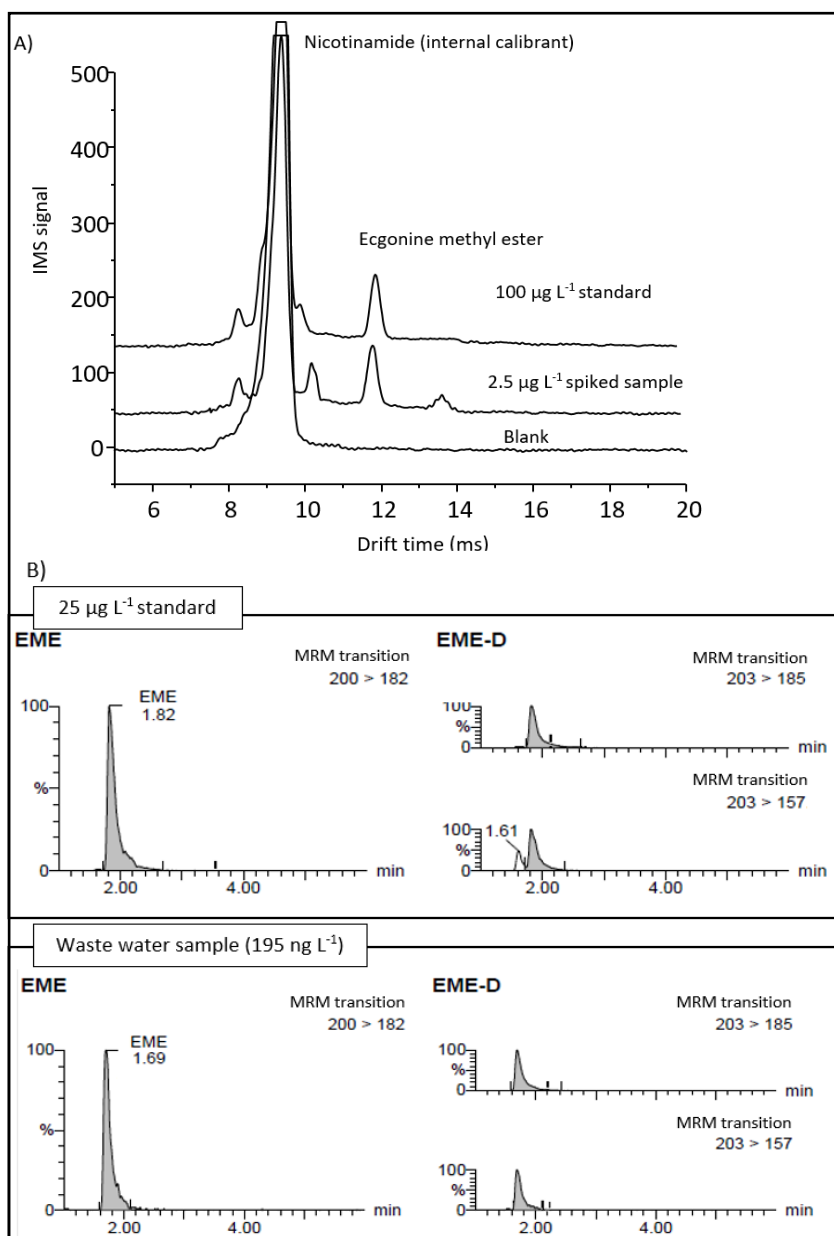 A)
Nicotinamide (internal calibrant)
500
400
300
200
100
0
IMS signal
Ecgonine methyl ester
100 µg L-1 standard
2.5 µg L-1 spiked sample
Blank
6 8 10 12 14 16 18 20
Drift time (ms)
B)
25 µg L-1 standard
EME
MRM transition
200 > 182
EME
1.82
100
%
0
min
2.00 4.00
EME-D
MRM transition
203 > 185
100
%
0
min
MRM transition
203 > 157
1.61
100
%
0
min
2.00 4.00
Waste water sample (195 ng L-1)
EME
MRM transition
200 > 182
EME
1.69
100
%
0
min
2.00 4.00
EME-D
MRM transition
203 > 185
100
%
0
min
MRM transition
203 > 157
100
%
0
min
2.00 4.00